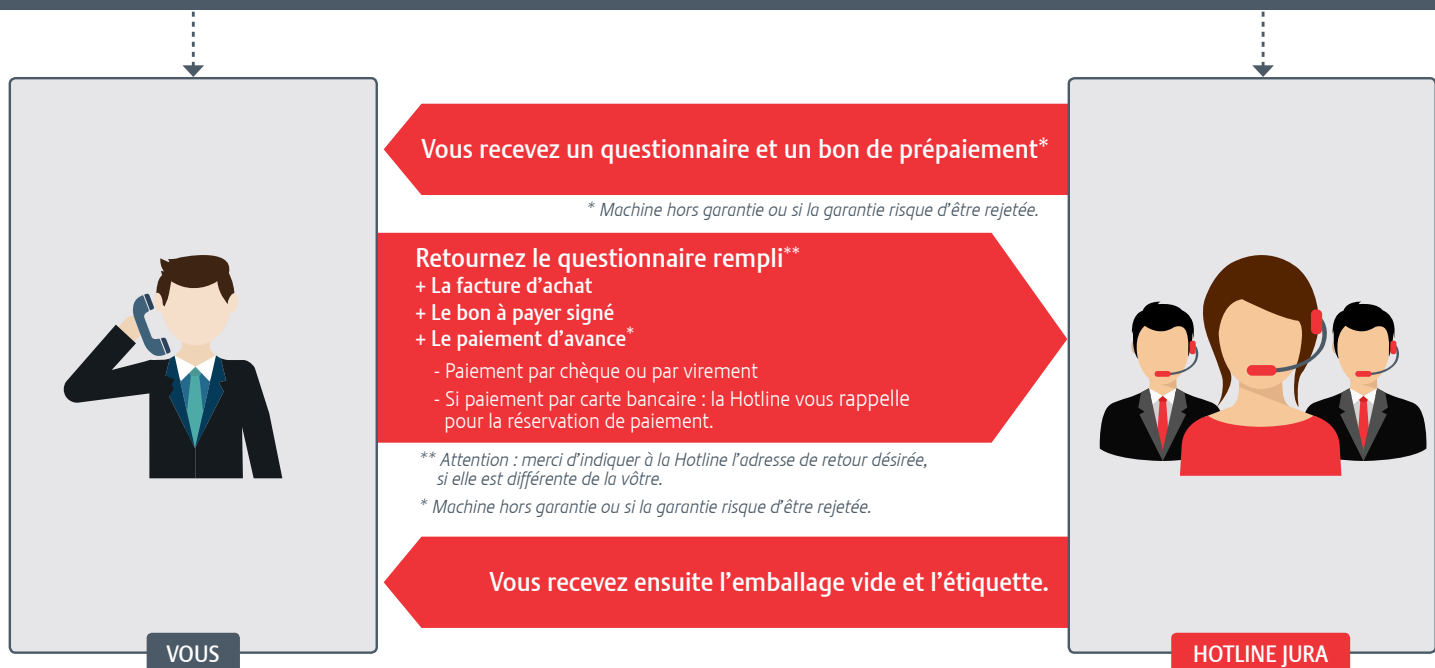 Vous recevez un questionnaire et un bon de prépaiement*
* Machine hors garantie ou si la garantie risque d’être rejetée.
Retournez le questionnaire rempli**
+ La facture d’achat
+ Le bon à payer signé
+ Le paiement d’avance*
- Paiement par chèque ou par virement
- Si paiement par carte bancaire : la Hotline vous rappelle
pour la réservation de paiement.
** Attention : merci d’indiquer à la Hotline l’adresse de retour désirée,
si elle est différente de la vôtre.
* Machine hors garantie ou si la garantie risque d’être rejetée.
Vous recevez ensuite l’emballage vide et l’étiquette.
VOUS
HOTLINE JURA